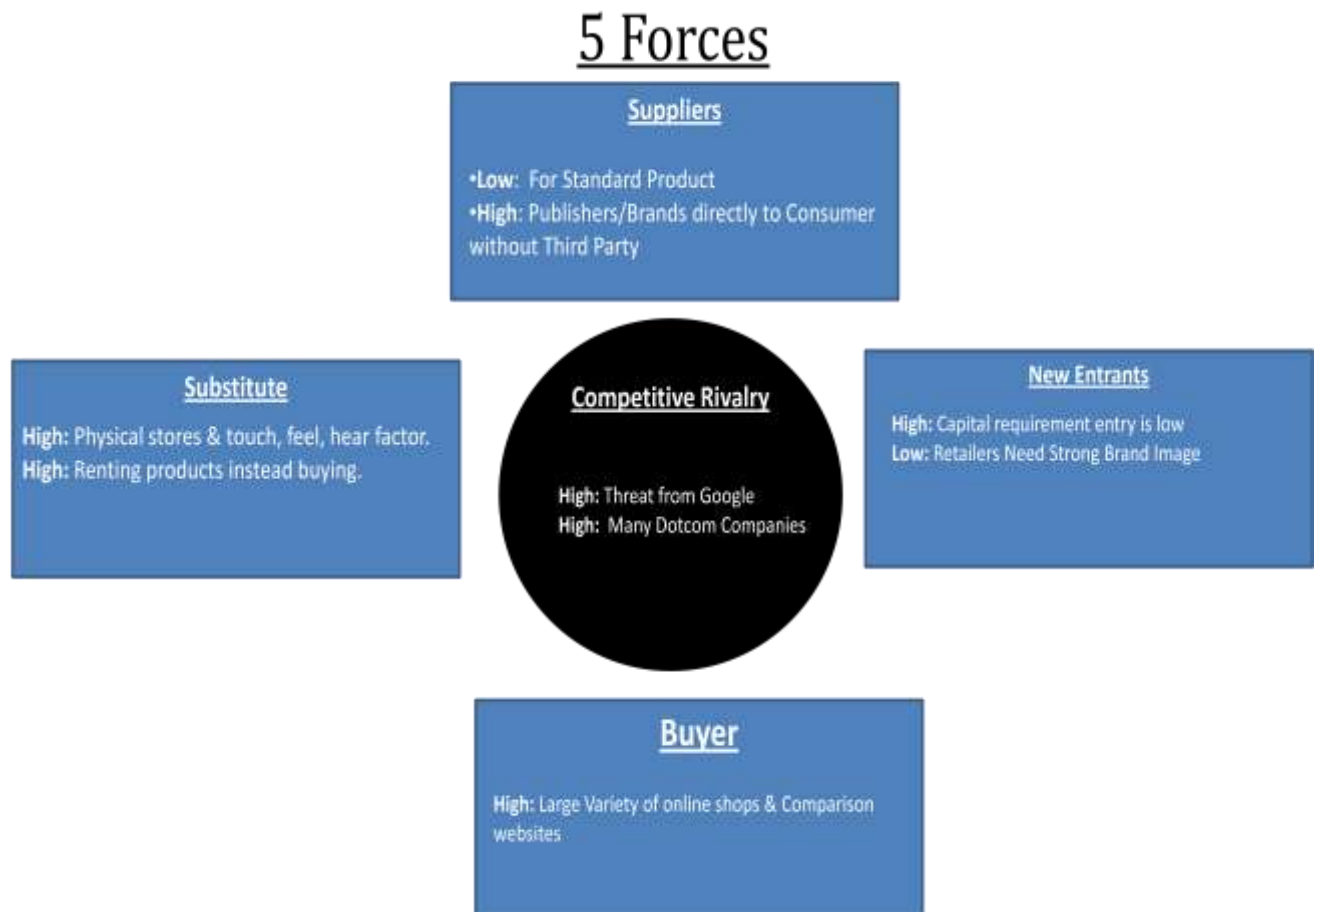 5 Forces
Suppliers
•Low: For Standard Product
•High: Publishers/Brands directly to Consumer
without Third Party
Substitute
High: Physical stores & touch, feel, hear factor.
High: Renting products instead buying.
Competitive Rivalry
High: Threat from Google
High: Many Dotcom Companies
New Entrants
High: Capital requirement entry is low
Low: Retailers Need Strong Brand Image
Buyer
High: Large Variety of online shops & Comparison
websites